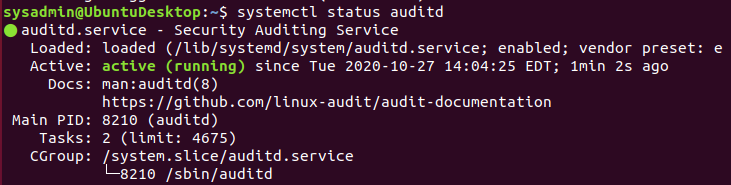 sysadmin@UbuntuDesktop:~$ systemctl status auditd
● auditd.service - Security Auditing Service
   Loaded: loaded (/lib/systemd/system/auditd.service; enabled; vendor preset: e
   Active: active (running) since Tue 2020-10-27 14:04:25 EDT; 1min 2s ago
     Docs: man:auditd(8)
           https://github.com/linux-audit/audit-documentation
 Main PID: 8210 (auditd)
    Tasks: 2 (limit: 4675)
   CGroup: /system.slice/auditd.service
           └─8210 /sbin/auditd